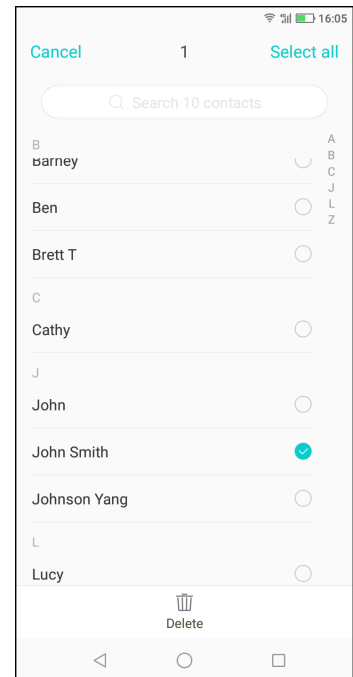 16:05
Cancel 1 Select all
Search 10 contacts
A
B
C
J
L
Z
B
Barney
Ben
Brett T
C
Cathy
J
John
John Smith
Johnson Yang
L
Lucy
Delete